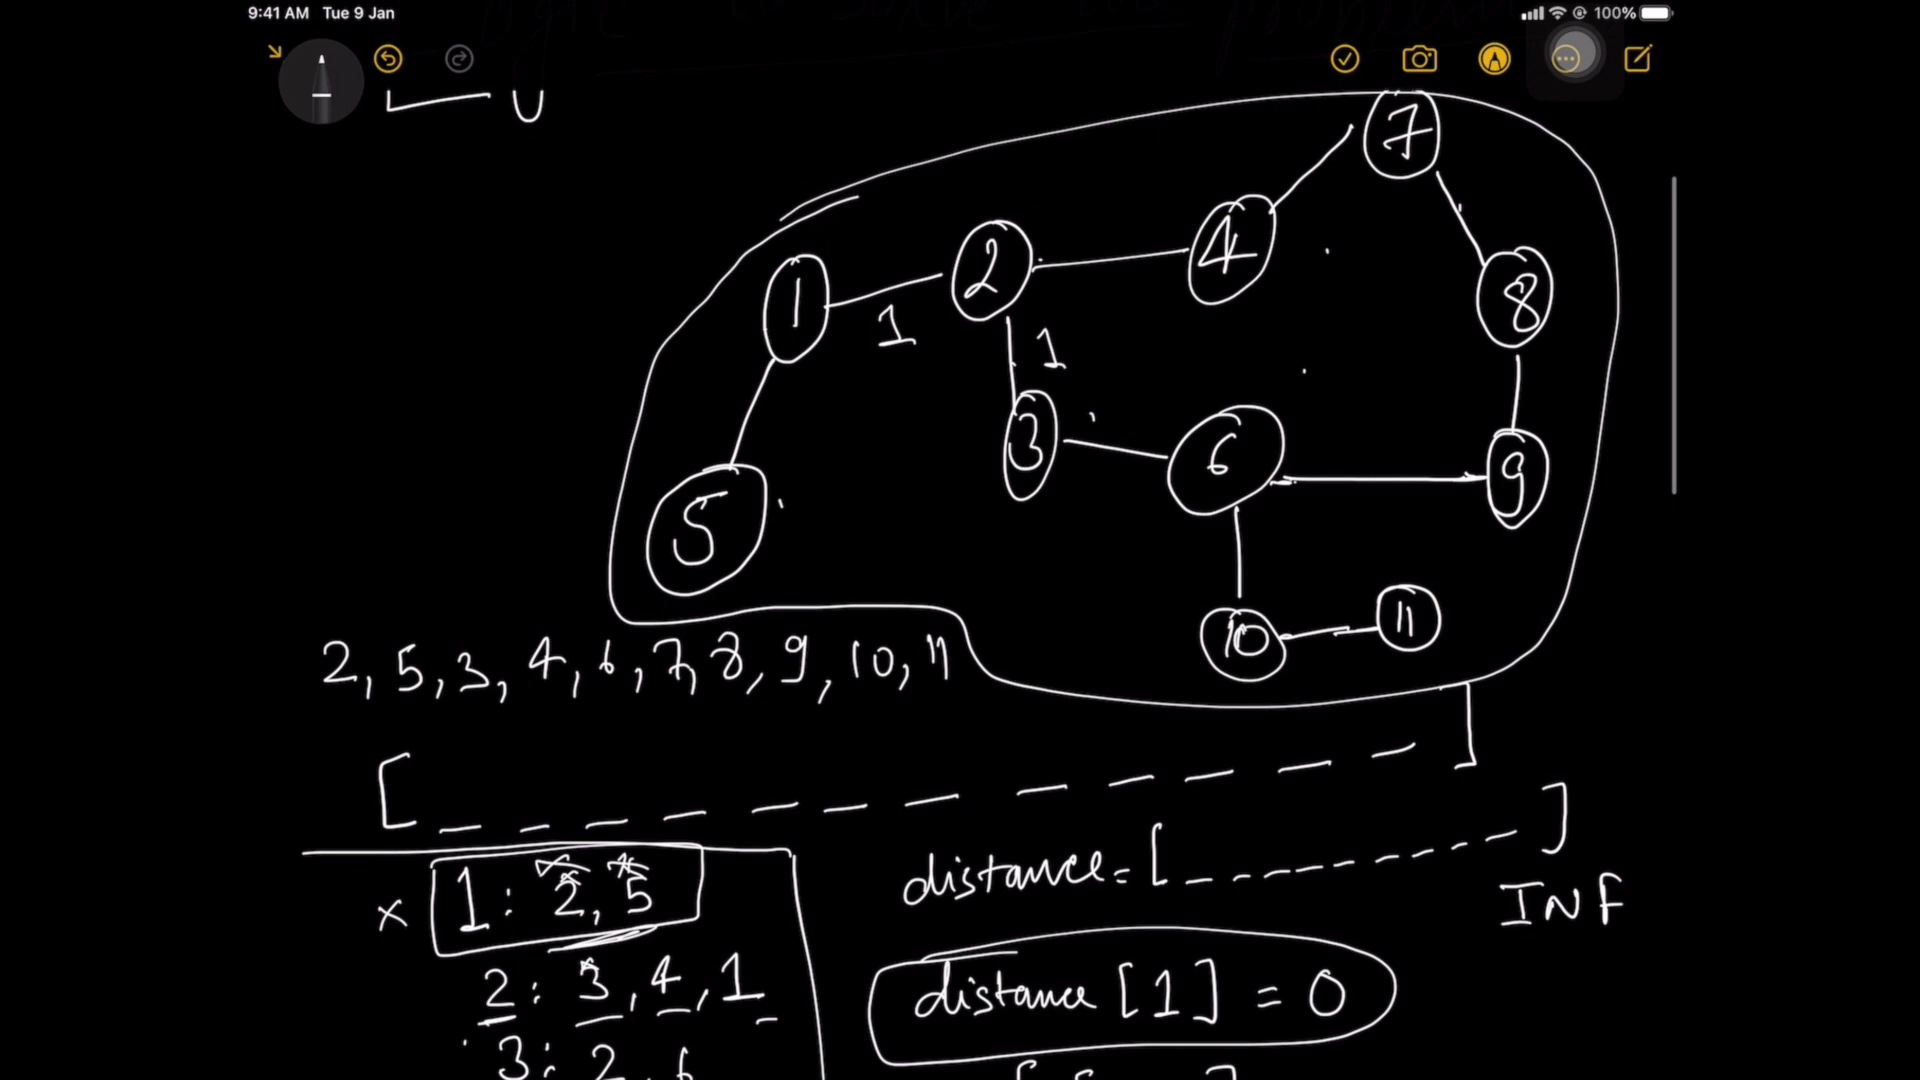 9:41 AM Tue 9 Jan
100%
7
1
2
4
8
1
1
3
6
9
5
10
11
2, 5, 3, 4, 6, 7, 8, 9, 10, 11
[ _ _ _ _ _ _ _ _ _ _ _ _ ]
distance = [ - - - - - - - - - - ]
INF
x 1: 2, 5
2: 3, 4, 1
distance [1] = 0
3: 2, 6